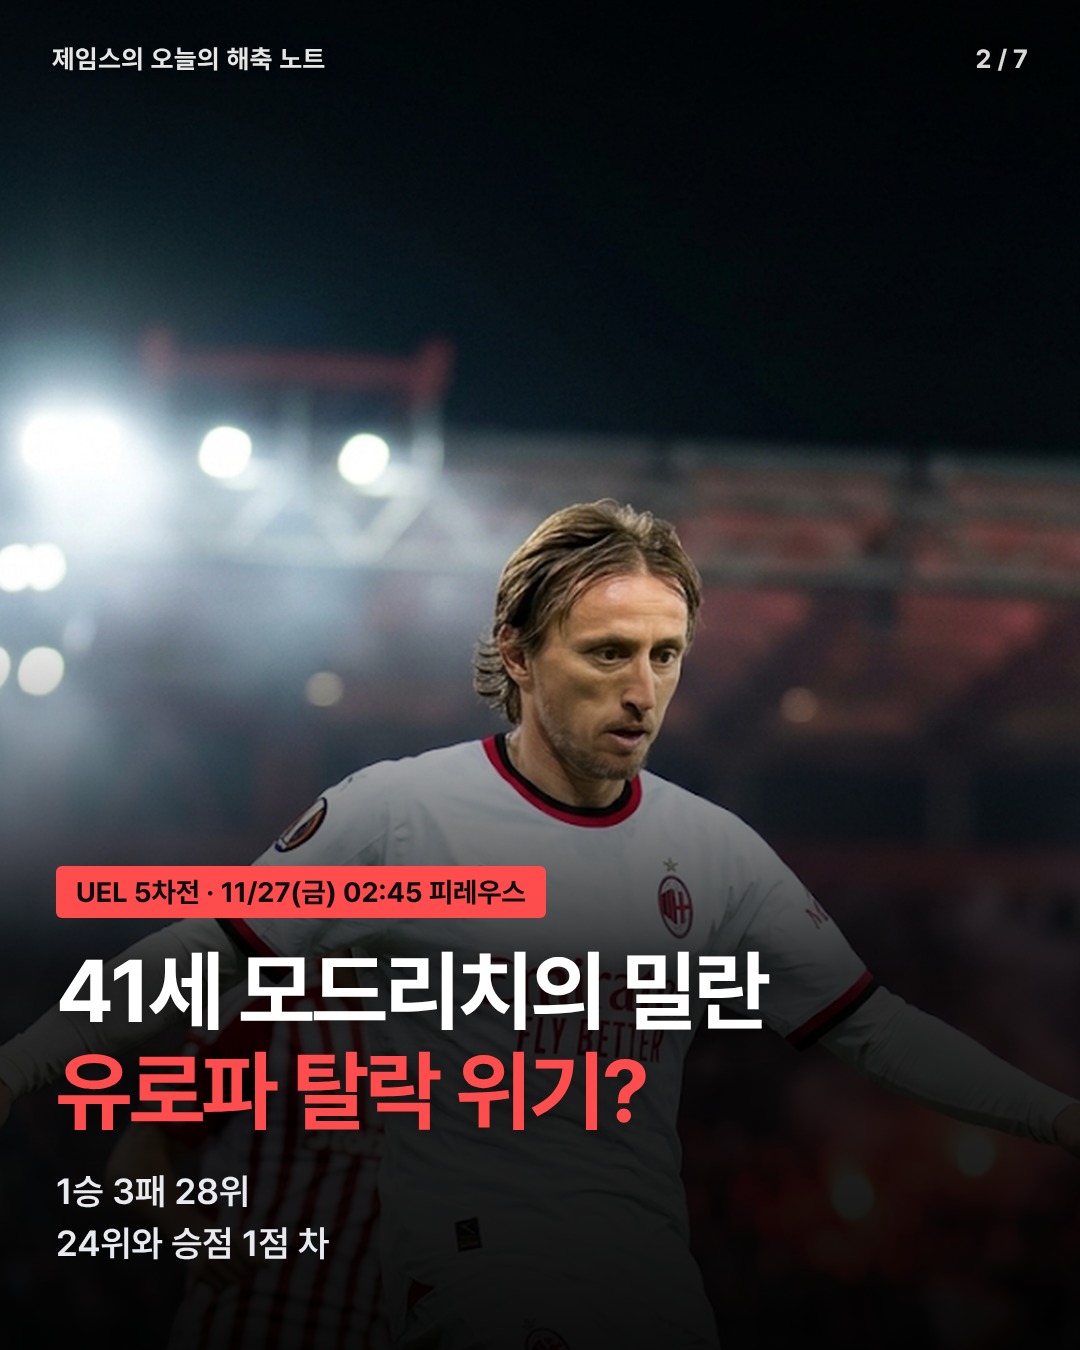 제임스의 오늘의 해축 노트
2 / 7
UEL 5차전 · 11/27(금) 02:45 피레우스
41세 모드리치의 밀란
유로파 탈락 위기?
1승 3패 28위
24위와 승점 1점 차
FLY BETTER